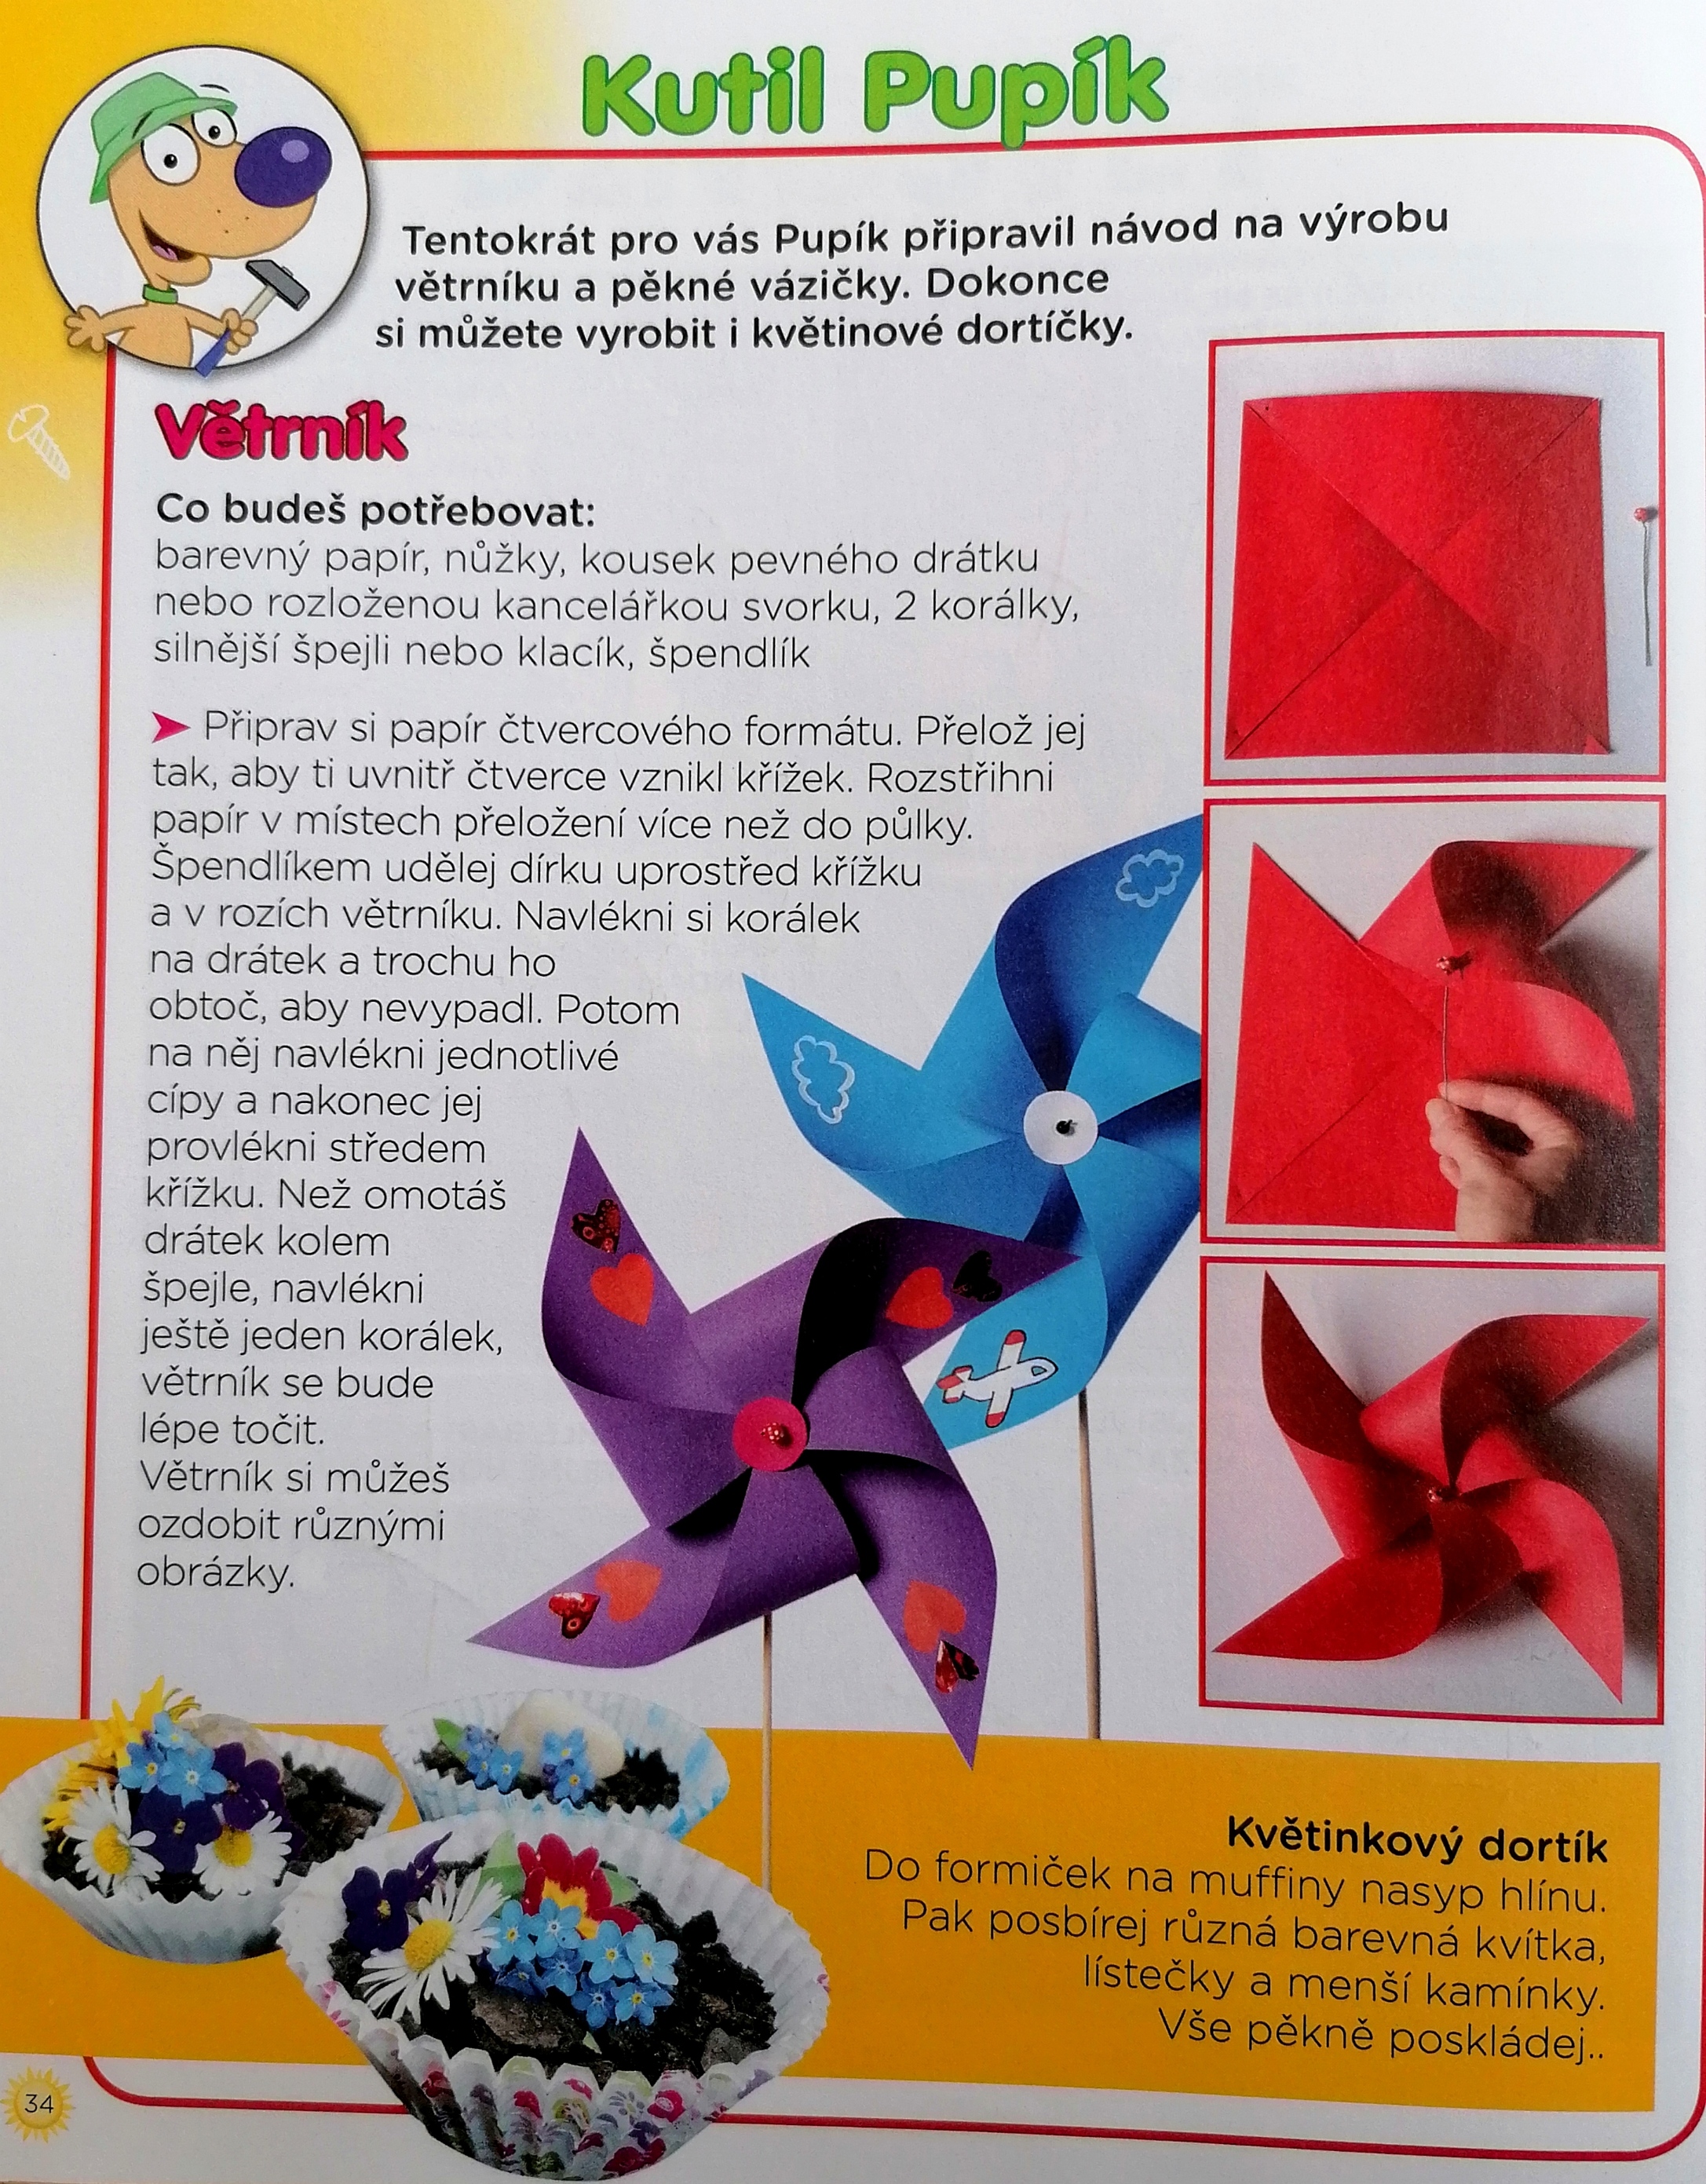 Kutil Pupík
Tentokrát pro vás Pupík připravil návod na výrobu
větrníku a pěkné vázičky. Dokonce
si můžete vyrobit i květinové dortíčky.
Větrník
Co budeš potřebovat:
barevný papír, nůžky, kousek pevného drátku
nebo rozloženou kancelářkou svorku, 2 korálky,
silnější špejli nebo klacík, špendlík
➤ Připrav si papír čtvercového formátu. Přelož jej
tak, aby ti uvnitř čtverce vznikl křížek. Rozstřihni
papír v místech přeložení více než do půlky.
Špendlíkem udělej dírku uprostřed křížku
a v rozích větrníku. Navlékni si korálek
na drátek a trochu ho
obtoč, aby nevypadl. Potom
na něj navlékni jednotlivé
cípy a nakonec jej
provlékni středem
křížku. Než omotáš
drátek kolem
špejle, navlékni
ještě jeden korálek,
větrník se bude
lépe točit.
Větrník si můžeš
ozdobit různými
obrázky.
Květinkový dortík
Do formiček na muffiny nasyp hlínu.
Pak posbírej různá barevná kvítka,
lístečky a menší kamínky.
Vše pěkně poskládej..
34